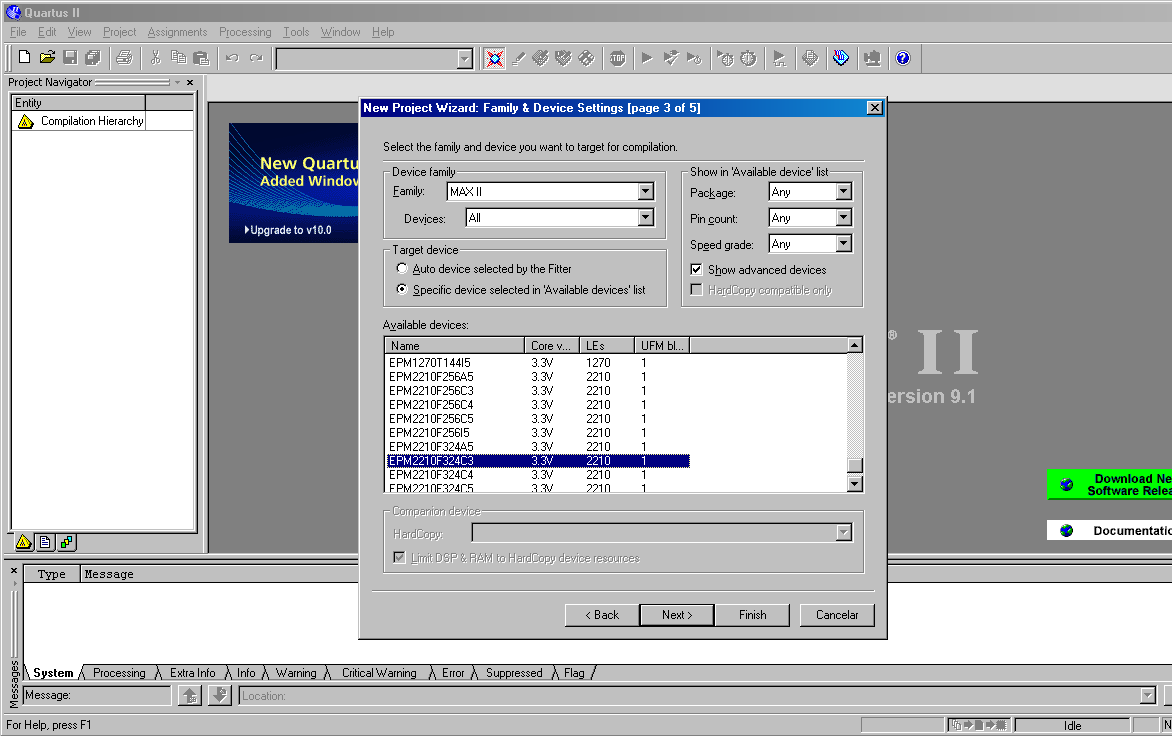 Quartus II
File Edit View Project Assignments Processing Tools Window Help
STOP
Project Navigator
Entity
Compilation Hierarchy
New Quartu
Added Window
Upgrade to v10.0
® II
ersion 9.1
Download Ne
Software Relea
Documentatio
New Project Wizard: Family & Device Settings [page 3 of 5]
Select the family and device you want to target for compilation.
Device family
Family: MAX II
Devices: All
Target device
Auto device selected by the Fitter
Specific device selected in 'Available devices' list
Show in 'Available device' list
Package: Any
Pin count: Any
Speed grade: Any
Show advanced devices
HardCopy compatible only
Available devices:
Name Core v... LEs UFM bl...
EPM1270T144I5 3.3V 1270 1
EPM2210F256A5 3.3V 2210 1
EPM2210F256C3 3.3V 2210 1
EPM2210F256C4 3.3V 2210 1
EPM2210F256C5 3.3V 2210 1
EPM2210F256I5 3.3V 2210 1
EPM2210F324A5 3.3V 2210 1
EPM2210F324C3 3.3V 2210 1
EPM2210F324C4 3.3V 2210 1
EPM2210F324C5 3.3V 2210 1
Companion device
HardCopy:
Limit DSP & RAM to HardCopy device resources
< Back Next > Finish Cancelar
Type Message
Messages
System Processing Extra Info Info Warning Critical Warning Error Suppressed Flag
Message: Location:
For Help, press F1
Idle
N